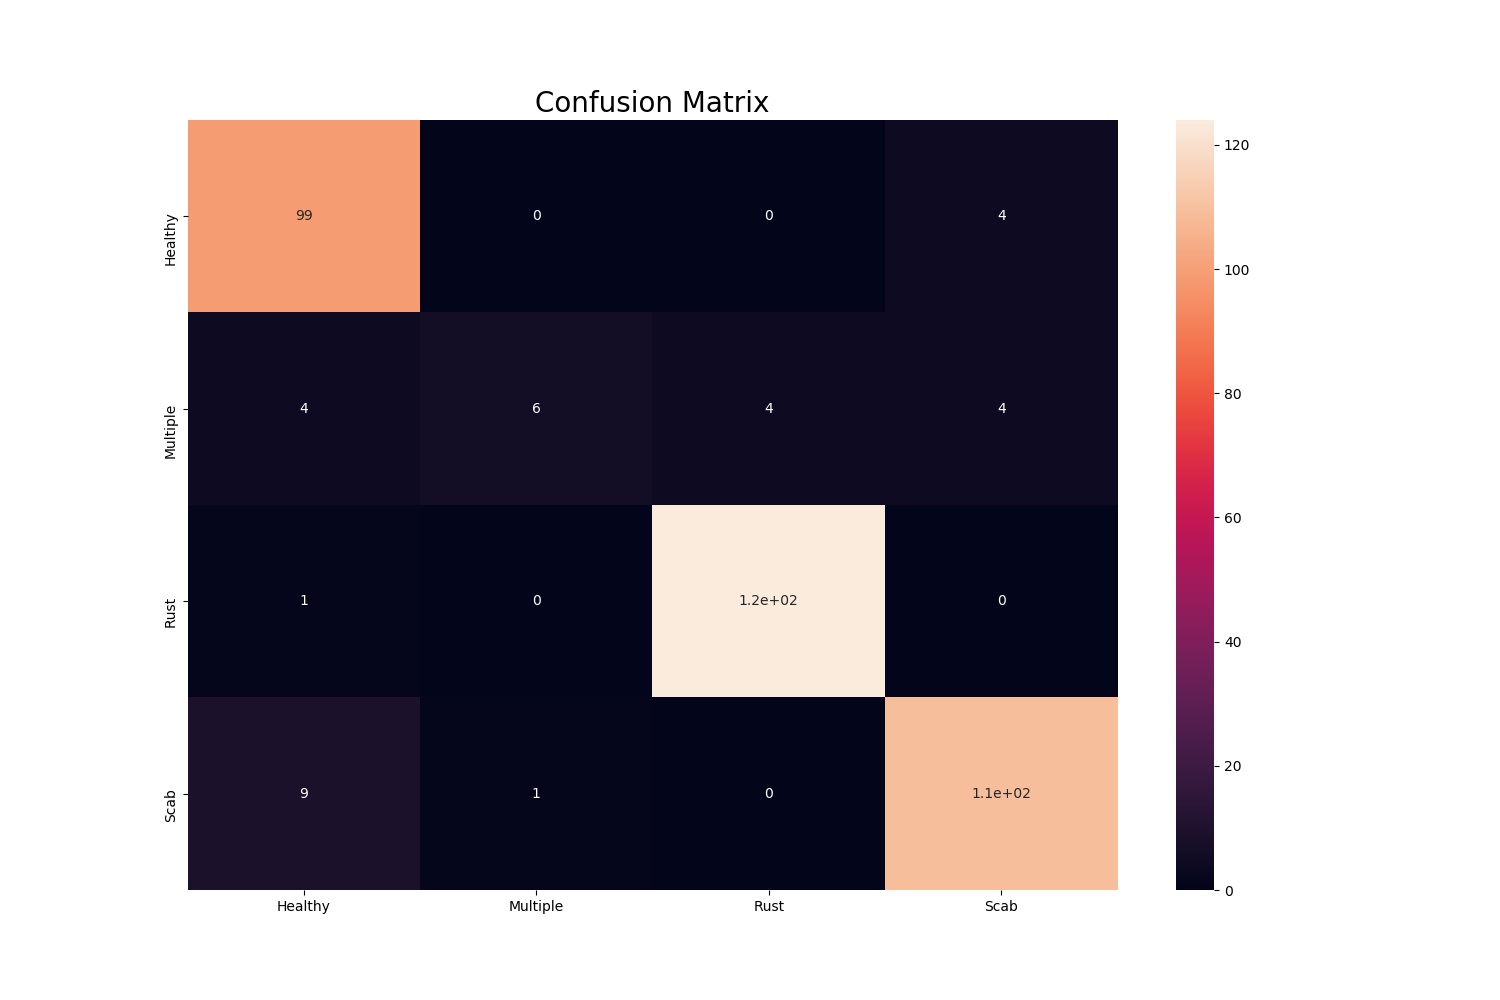 Confusion Matrix
Healthy 99 0 0 4
Multiple 4 6 4 4
Rust 1 0 1.2e+02 0
Scab 9 1 0 1.1e+02
Healthy Multiple Rust Scab
120
100
80
60
40
20
0